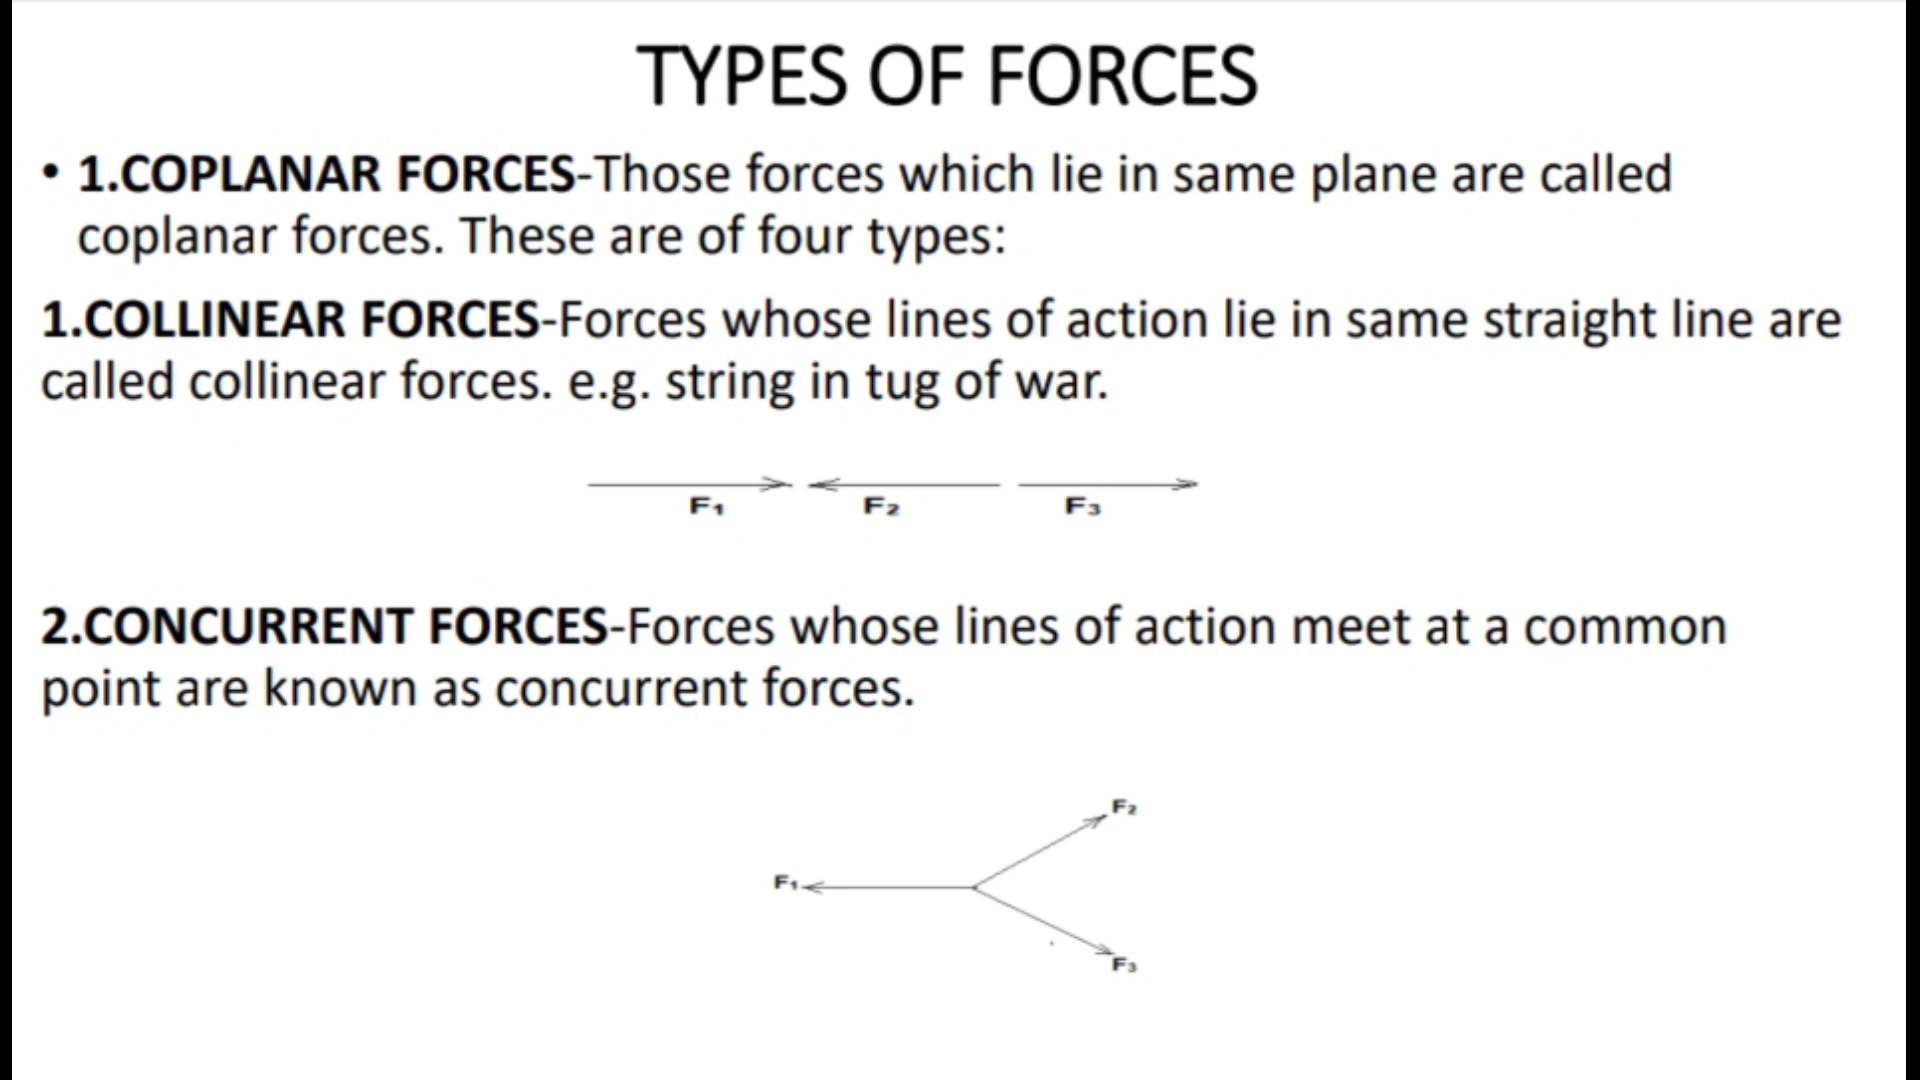 TYPES OF FORCES
• 1.COPLANAR FORCES-Those forces which lie in same plane are called
coplanar forces. These are of four types:
1.COLLINEAR FORCES-Forces whose lines of action lie in same straight line are
called collinear forces. e.g. string in tug of war.
F₁ F₂ F₃
2.CONCURRENT FORCES-Forces whose lines of action meet at a common
point are known as concurrent forces.
F₂
F₁
F₃